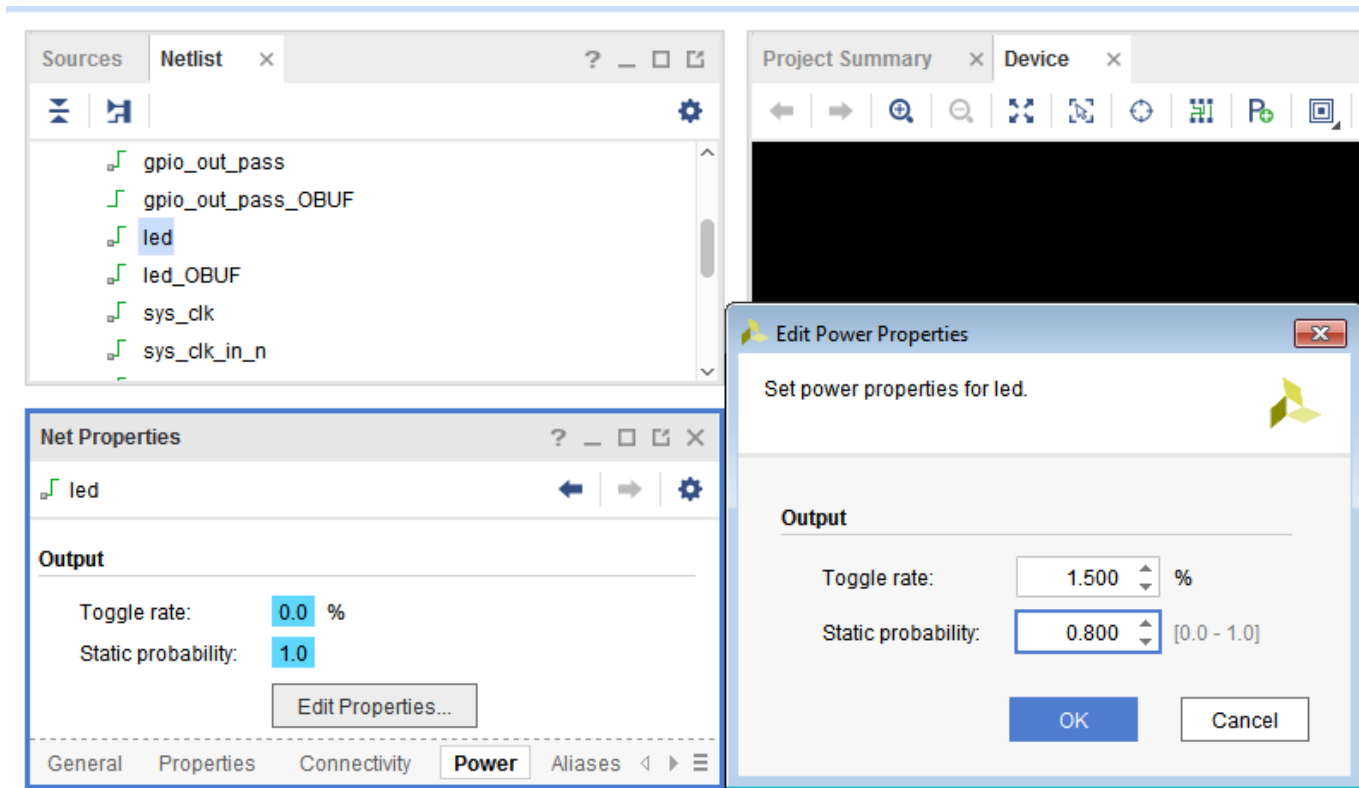 Sources Netlist
Project Summary Device
gpio_out_pass
gpio_out_pass_OBUF
led
led_OBUF
sys_clk
sys_clk_in_n
Net Properties
led
Output
Toggle rate: 0.0 %
Static probability: 1.0
Edit Properties...
General Properties Connectivity Power Aliases
Edit Power Properties
Set power properties for led.
Output
Toggle rate: 1.500 %
Static probability: 0.800 [0.0 - 1.0]
OK Cancel